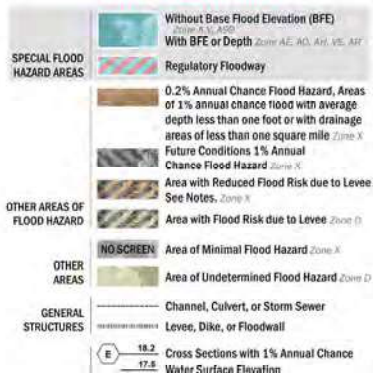 Without Base Flood Elevation (BFE)
With BFE or Depth Zone AE, AO, AH, VE, AR
SPECIAL FLOOD
HAZARD AREAS
Regulatory Floodway
0.2% Annual Chance Flood Hazard, Areas
of 1% annual chance flood with average
depth less than one foot or with drainage
areas of less than one square mile Zone X
Future Conditions 1% Annual
Chance Flood Hazard Zone X
Area with Reduced Flood Risk due to Levee
See Notes. Zone X
OTHER AREAS OF
FLOOD HAZARD
Area with Flood Risk due to Levee Zone D
NO SCREEN Area of Minimal Flood Hazard Zone X
OTHER
AREAS
Area of Undetermined Flood Hazard Zone D
GENERAL
STRUCTURES
Channel, Culvert, or Storm Sewer
Levee, Dike, or Floodwall
E 18.2 Cross Sections with 1% Annual Chance
17.5 Water Surface Elevation